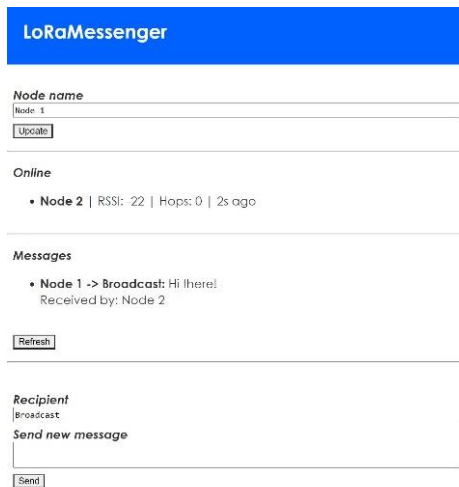 LoRaMessenger
Node name
Node 1
Update
Online
• Node 2 | RSSI: -22 | Hops: 0 | 2s ago
Messages
• Node 1 -> Broadcast: Hi there!
Received by: Node 2
Refresh
Recipient
Broadcast
Send new message
Send